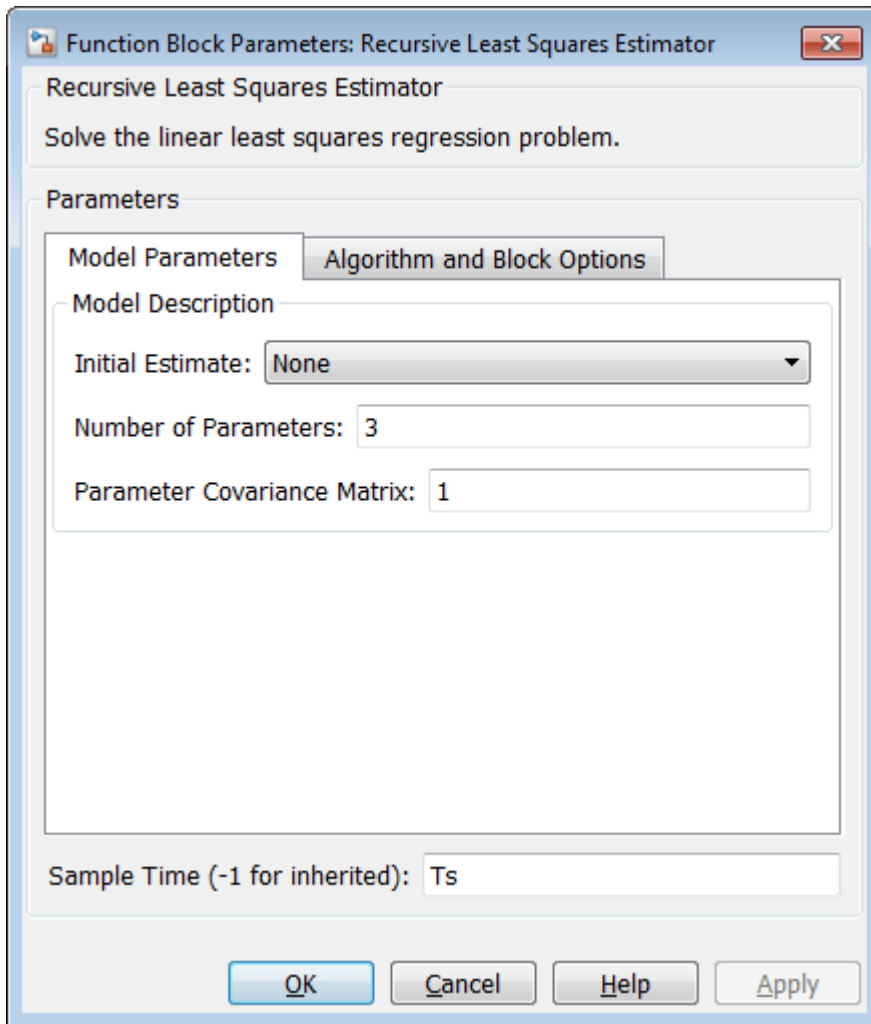 Function Block Parameters: Recursive Least Squares Estimator
Recursive Least Squares Estimator
Solve the linear least squares regression problem.
Parameters
Model Parameters
Algorithm and Block Options
Model Description
Initial Estimate: None
Number of Parameters: 3
Parameter Covariance Matrix: 1
Sample Time (-1 for inherited): Ts
OK Cancel Help Apply